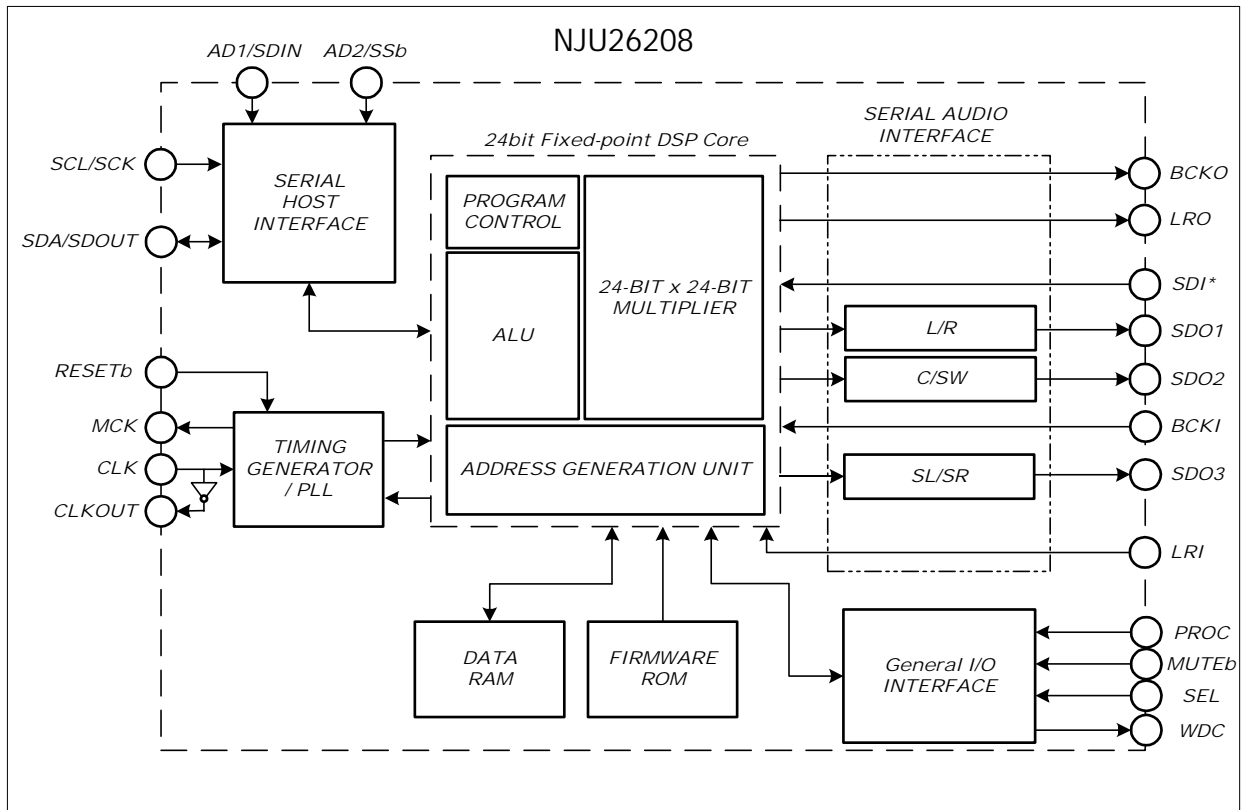 NJU26208
AD1/SDIN
AD2/SSb
SCL/SCK
SDA/SDOUT
SERIAL
HOST
INTERFACE
RESETb
MCK
CLK
CLKOUT
TIMING
GENERATOR
/ PLL
24bit Fixed-point DSP Core
PROGRAM
CONTROL
ALU
24-BIT x 24-BIT
MULTIPLIER
ADDRESS GENERATION UNIT
DATA
RAM
FIRMWARE
ROM
SERIAL AUDIO
INTERFACE
L/R
C/SW
SL/SR
General I/O
INTERFACE
BCKO
LRO
SDI*
SDO1
SDO2
BCKI
SDO3
LRI
PROC
MUTEb
SEL
WDC